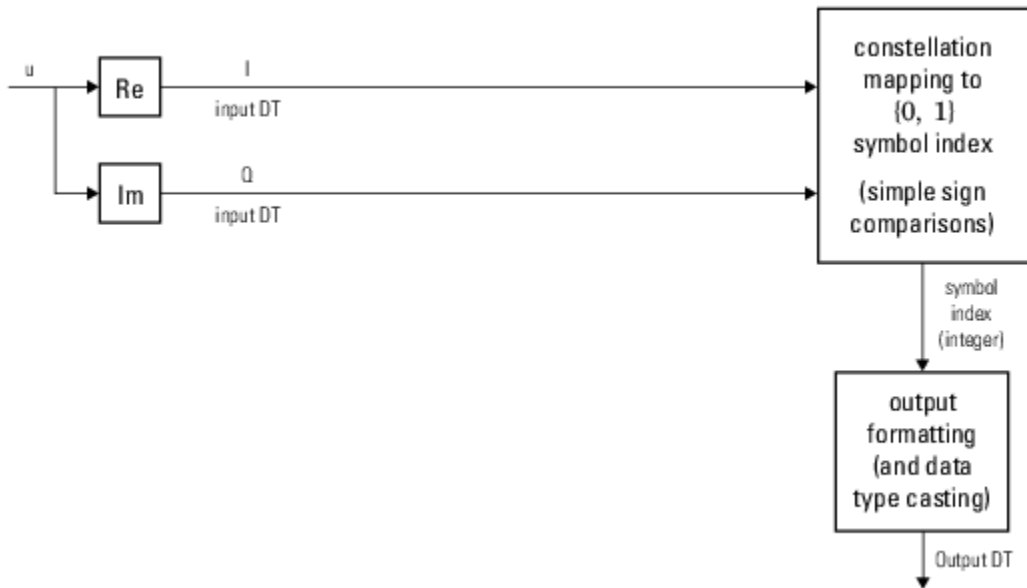 u
Re
I
input DT
Im
Q
input DT
constellation
mapping to
{0, 1}
symbol index
(simple sign
comparisons)
symbol
index
(integer)
output
formatting
(and data
type casting)
Output DT